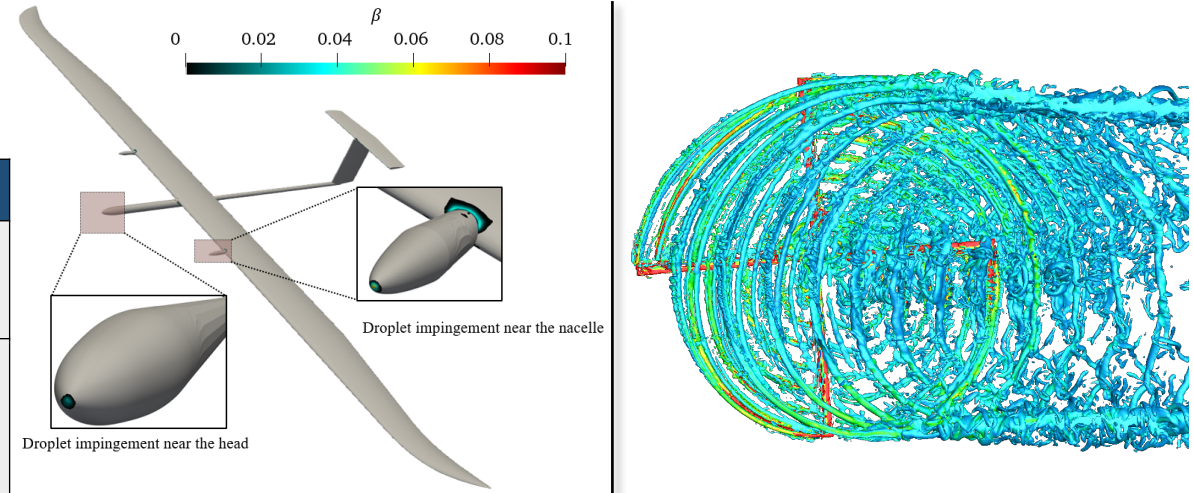 β
0 0.02 0.04 0.06 0.08 0.1
Droplet impingement near the nacelle
Droplet impingement near the head